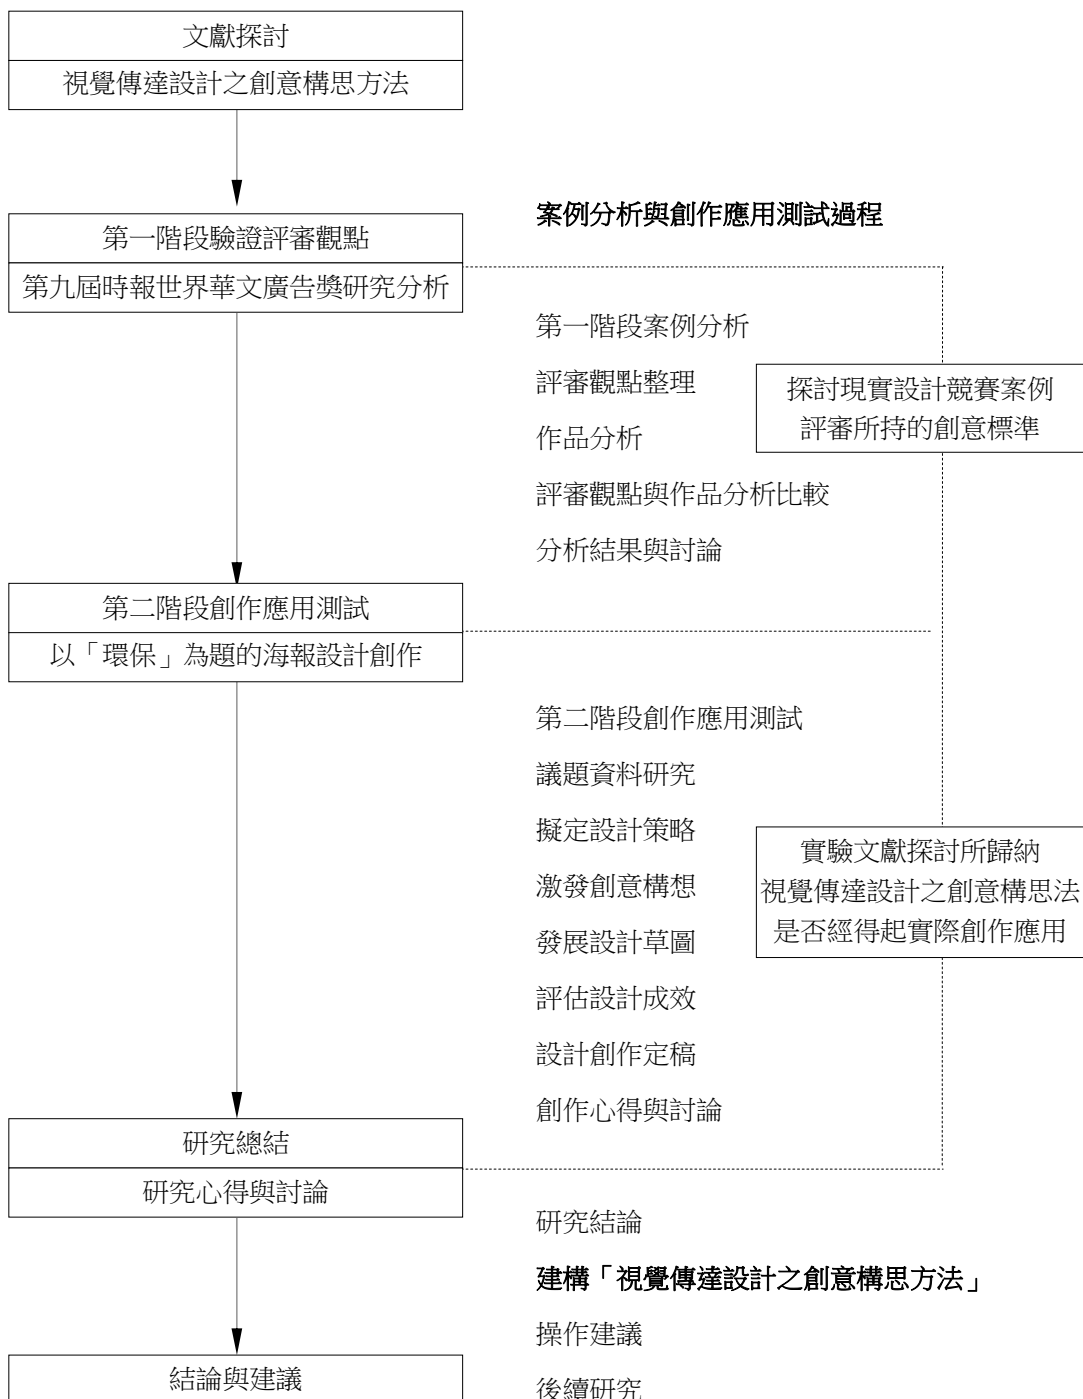 文獻探討
視覺傳達設計之創意構思方法
第一階段驗證評審觀點
第九屆時報世界華文廣告獎研究分析
案例分析與創作應用測試過程
第一階段案例分析
評審觀點整理
作品分析
評審觀點與作品分析比較
分析結果與討論
探討現實設計競賽案例
評審所持的創意標準
第二階段創作應用測試
以「環保」為題的海報設計創作
第二階段創作應用測試
議題資料研究
擬定設計策略
激發創意構想
發展設計草圖
評估設計成效
設計創作定稿
創作心得與討論
實驗文獻探討所歸納
視覺傳達設計之創意構思法
是否經得起實際創作應用
研究總結
研究心得與討論
研究結論
建構「視覺傳達設計之創意構思方法」
操作建議
後續研究
結論與建議